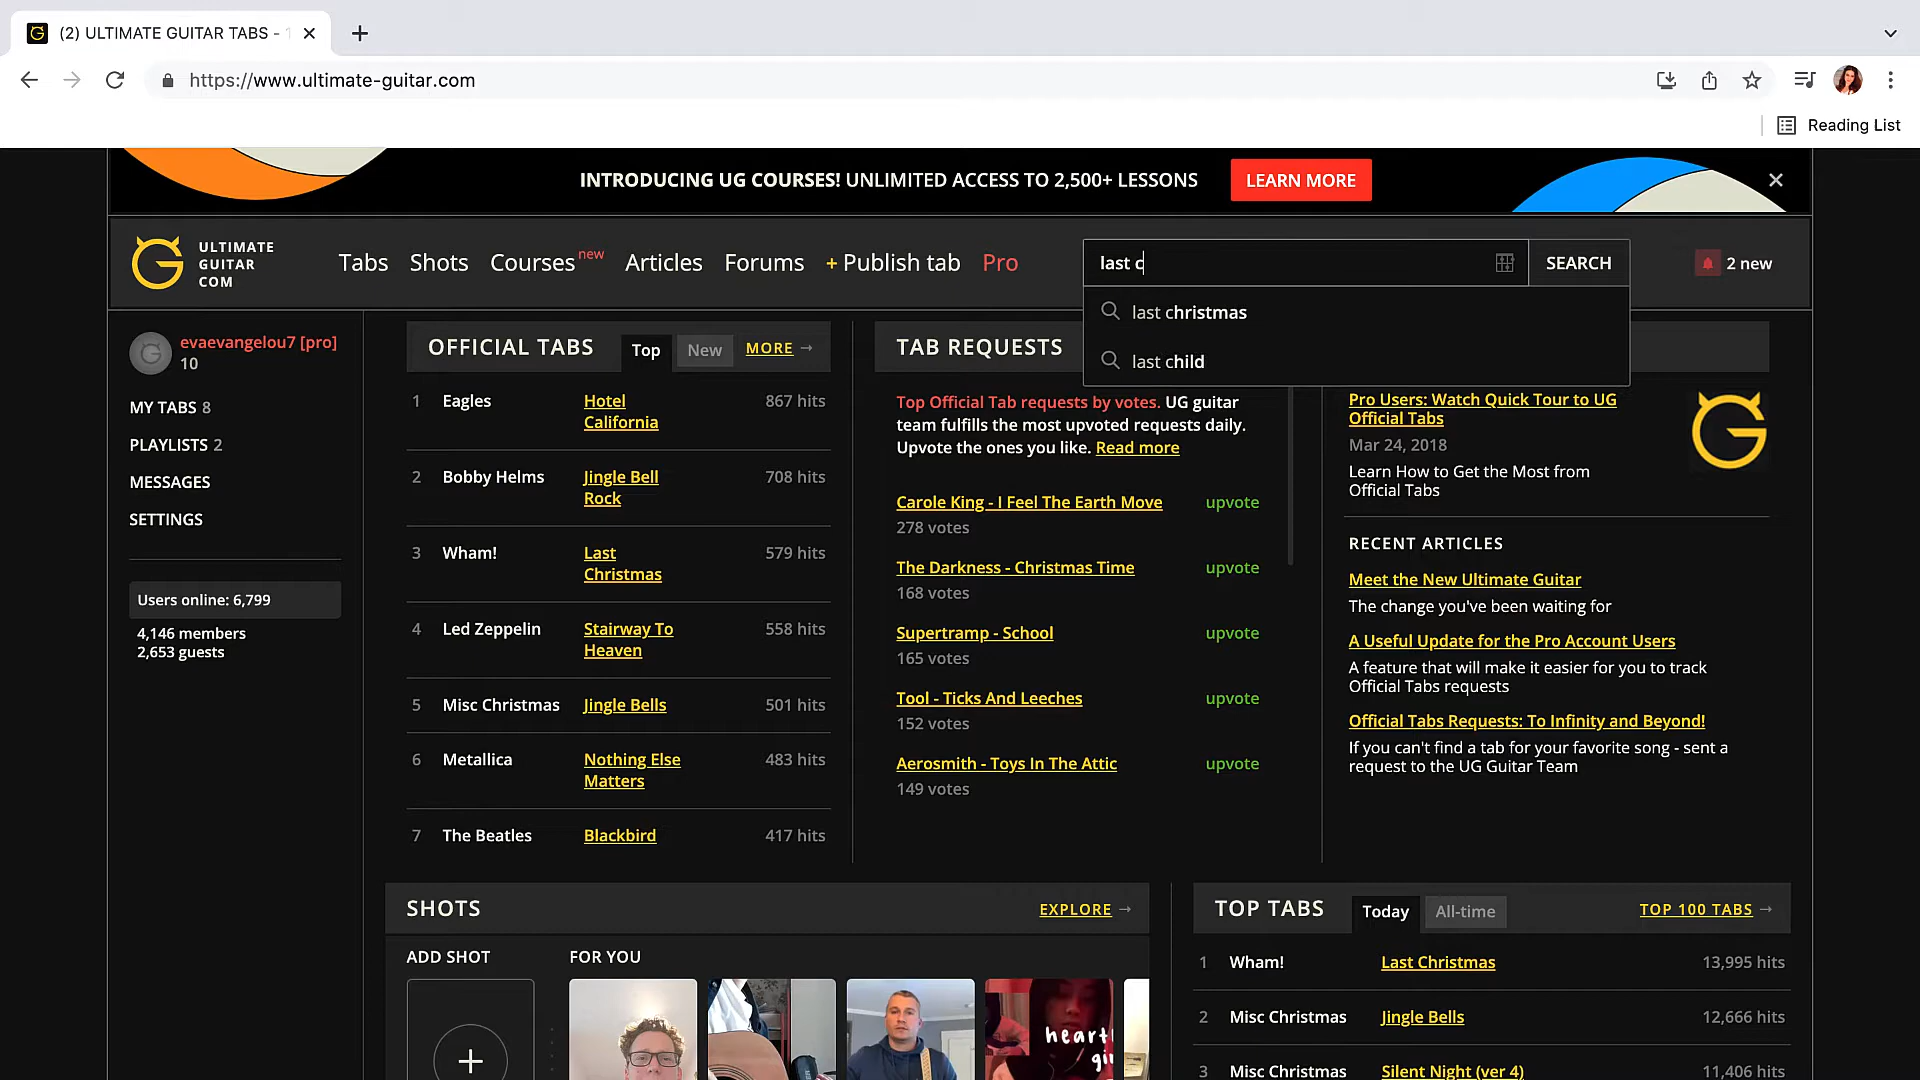 (2) ULTIMATE GUITAR TABS -
https://www.ultimate-guitar.com
Reading List
INTRODUCING UG COURSES! UNLIMITED ACCESS TO 2,500+ LESSONS
LEARN MORE
ULTIMATE
GUITAR
COM
Tabs
Shots
Courses new
Articles
Forums
+ Publish tab
Pro
last c
SEARCH
2 new
last christmas
last child
evaevangelou7 [pro]
10
MY TABS 8
PLAYLISTS 2
MESSAGES
SETTINGS
Users online: 6,799
4,146 members
2,653 guests
OFFICIAL TABS
Top
New
MORE →
1 Eagles Hotel 867 hits
California
2 Bobby Helms Jingle Bell 708 hits
Rock
3 Wham! Last 579 hits
Christmas
4 Led Zeppelin Stairway To 558 hits
Heaven
5 Misc Christmas Jingle Bells 501 hits
6 Metallica Nothing Else 483 hits
Matters
7 The Beatles Blackbird 417 hits
TAB REQUESTS
Top Official Tab requests by votes. UG guitar
team fulfills the most upvoted requests daily.
Upvote the ones you like. Read more
Carole King - I Feel The Earth Move upvote
278 votes
The Darkness - Christmas Time upvote
168 votes
Supertramp - School upvote
165 votes
Tool - Ticks And Leeches upvote
152 votes
Aerosmith - Toys In The Attic upvote
149 votes
Pro Users: Watch Quick Tour to UG
Official Tabs
Mar 24, 2018
Learn How to Get the Most from
Official Tabs
RECENT ARTICLES
Meet the New Ultimate Guitar
The change you've been waiting for
A Useful Update for the Pro Account Users
A feature that will make it easier for you to track
Official Tabs requests
Official Tabs Requests: To Infinity and Beyond!
If you can't find a tab for your favorite song - sent a
request to the UG Guitar Team
SHOTS
EXPLORE →
ADD SHOT
FOR YOU
TOP TABS
Today
All-time
TOP 100 TABS →
1 Wham! Last Christmas 13,995 hits
2 Misc Christmas Jingle Bells 12,666 hits
3 Misc Christmas Silent Night (ver 4) 11,406 hits